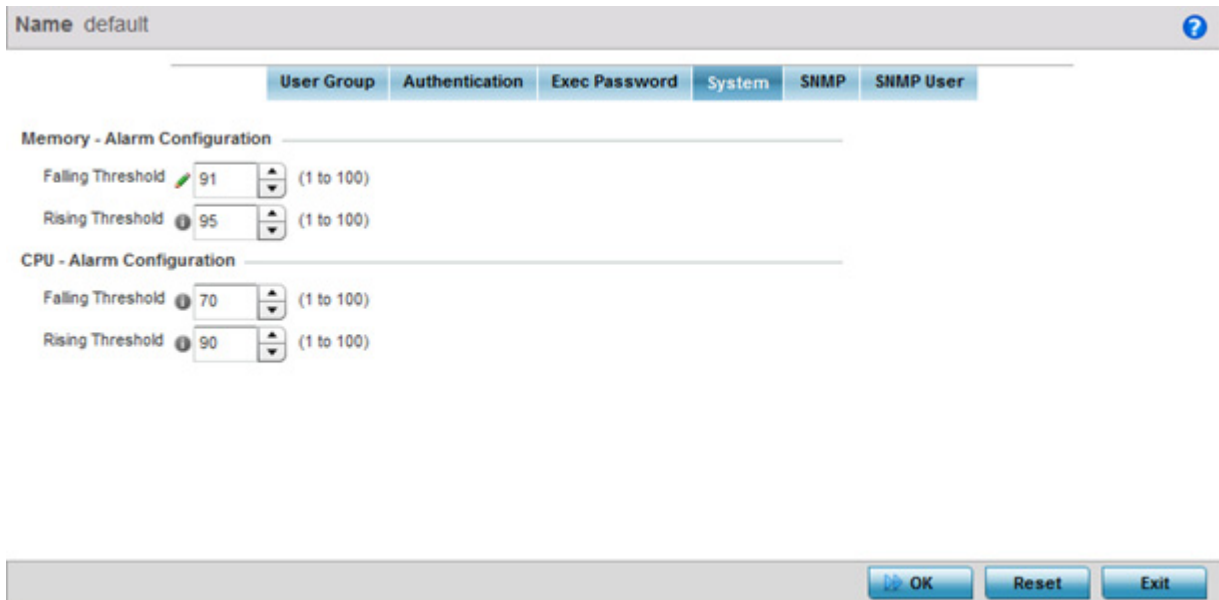 Name default
?
User Group Authentication Exec Password System SNMP SNMP User
Memory - Alarm Configuration
Falling Threshold 91 (1 to 100)
Rising Threshold 95 (1 to 100)
CPU - Alarm Configuration
Falling Threshold 70 (1 to 100)
Rising Threshold 90 (1 to 100)
OK Reset Exit